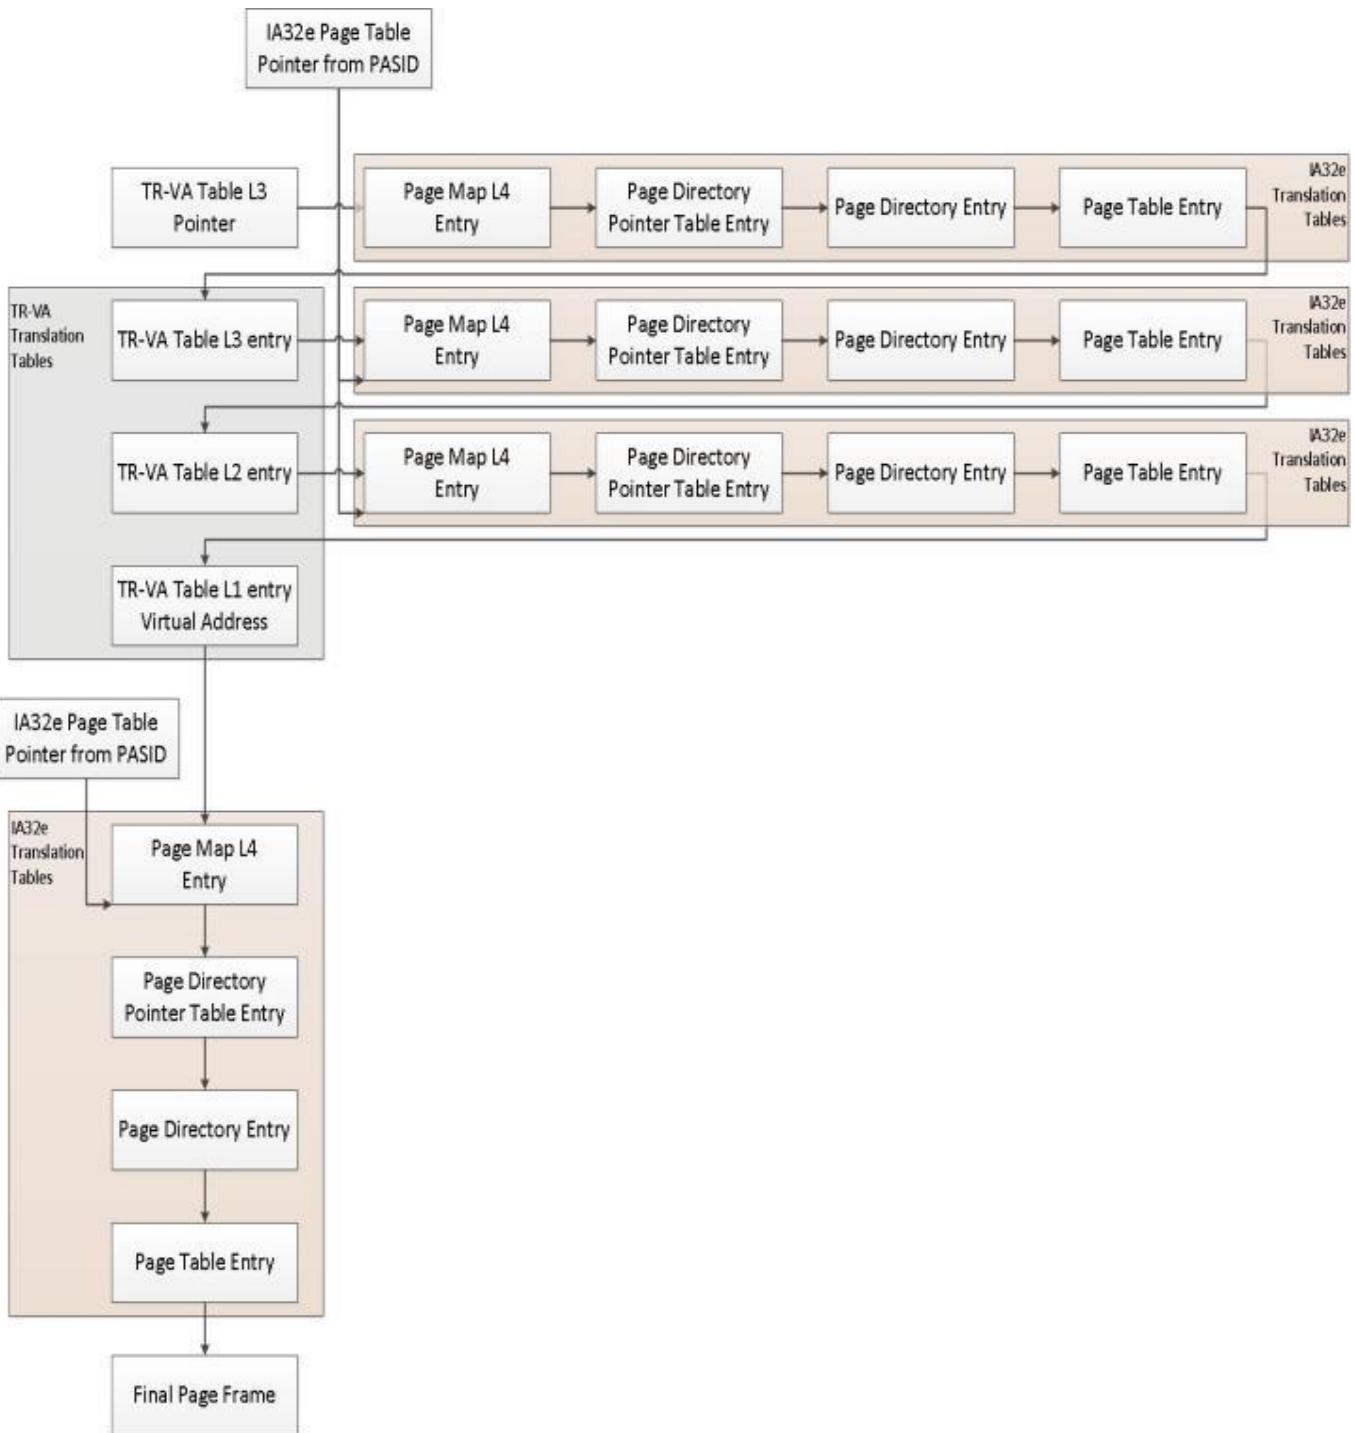 IA32e Page Table
Pointer from PASID
TR-VA Table L3
Pointer
Page Map L4
Entry
Page Directory
Pointer Table Entry
Page Directory Entry
Page Table Entry
IA32e
Translation
Tables
TR-VA
Translation
Tables
TR-VA Table L3 entry
Page Map L4
Entry
Page Directory
Pointer Table Entry
Page Directory Entry
Page Table Entry
IA32e
Translation
Tables
TR-VA Table L2 entry
Page Map L4
Entry
Page Directory
Pointer Table Entry
Page Directory Entry
Page Table Entry
IA32e
Translation
Tables
TR-VA Table L1 entry
Virtual Address
IA32e Page Table
Pointer from PASID
IA32e
Translation
Tables
Page Map L4
Entry
Page Directory
Pointer Table Entry
Page Directory Entry
Page Table Entry
Final Page Frame